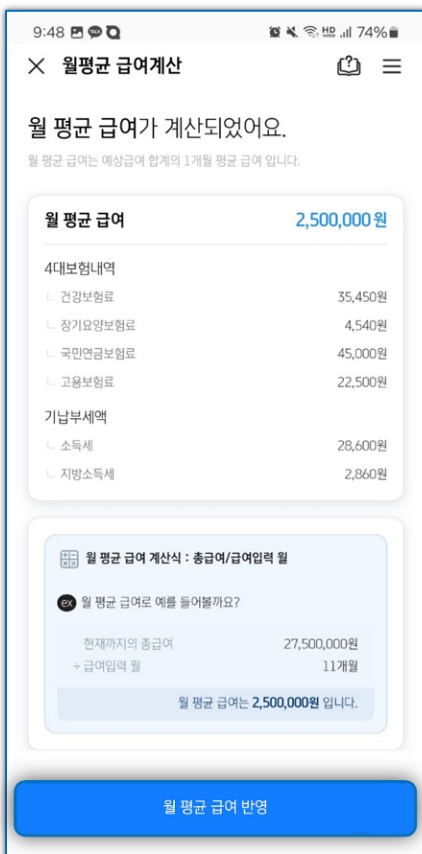 9:48 74%
월평균 급여계산
월 평균 급여가 계산되었어요.
월 평균 급여는 예상급여 합계의 1개월 평균 급여 입니다.
월 평균 급여 2,500,000원
4대보험내역
ㄴ 건강보험료 35,450원
ㄴ 장기요양보험료 4,540원
ㄴ 국민연금보험료 45,000원
ㄴ 고용보험료 22,500원
기납부세액
ㄴ 소득세 28,600원
ㄴ 지방소득세 2,860원
월 평균 급여 계산식 : 총급여/급여입력 월
ex 월 평균 급여로 예를 들어볼까요?
현재까지의 총급여 27,500,000원
÷ 급여입력 월 11개월
월 평균 급여는 2,500,000원 입니다.
월 평균 급여 반영